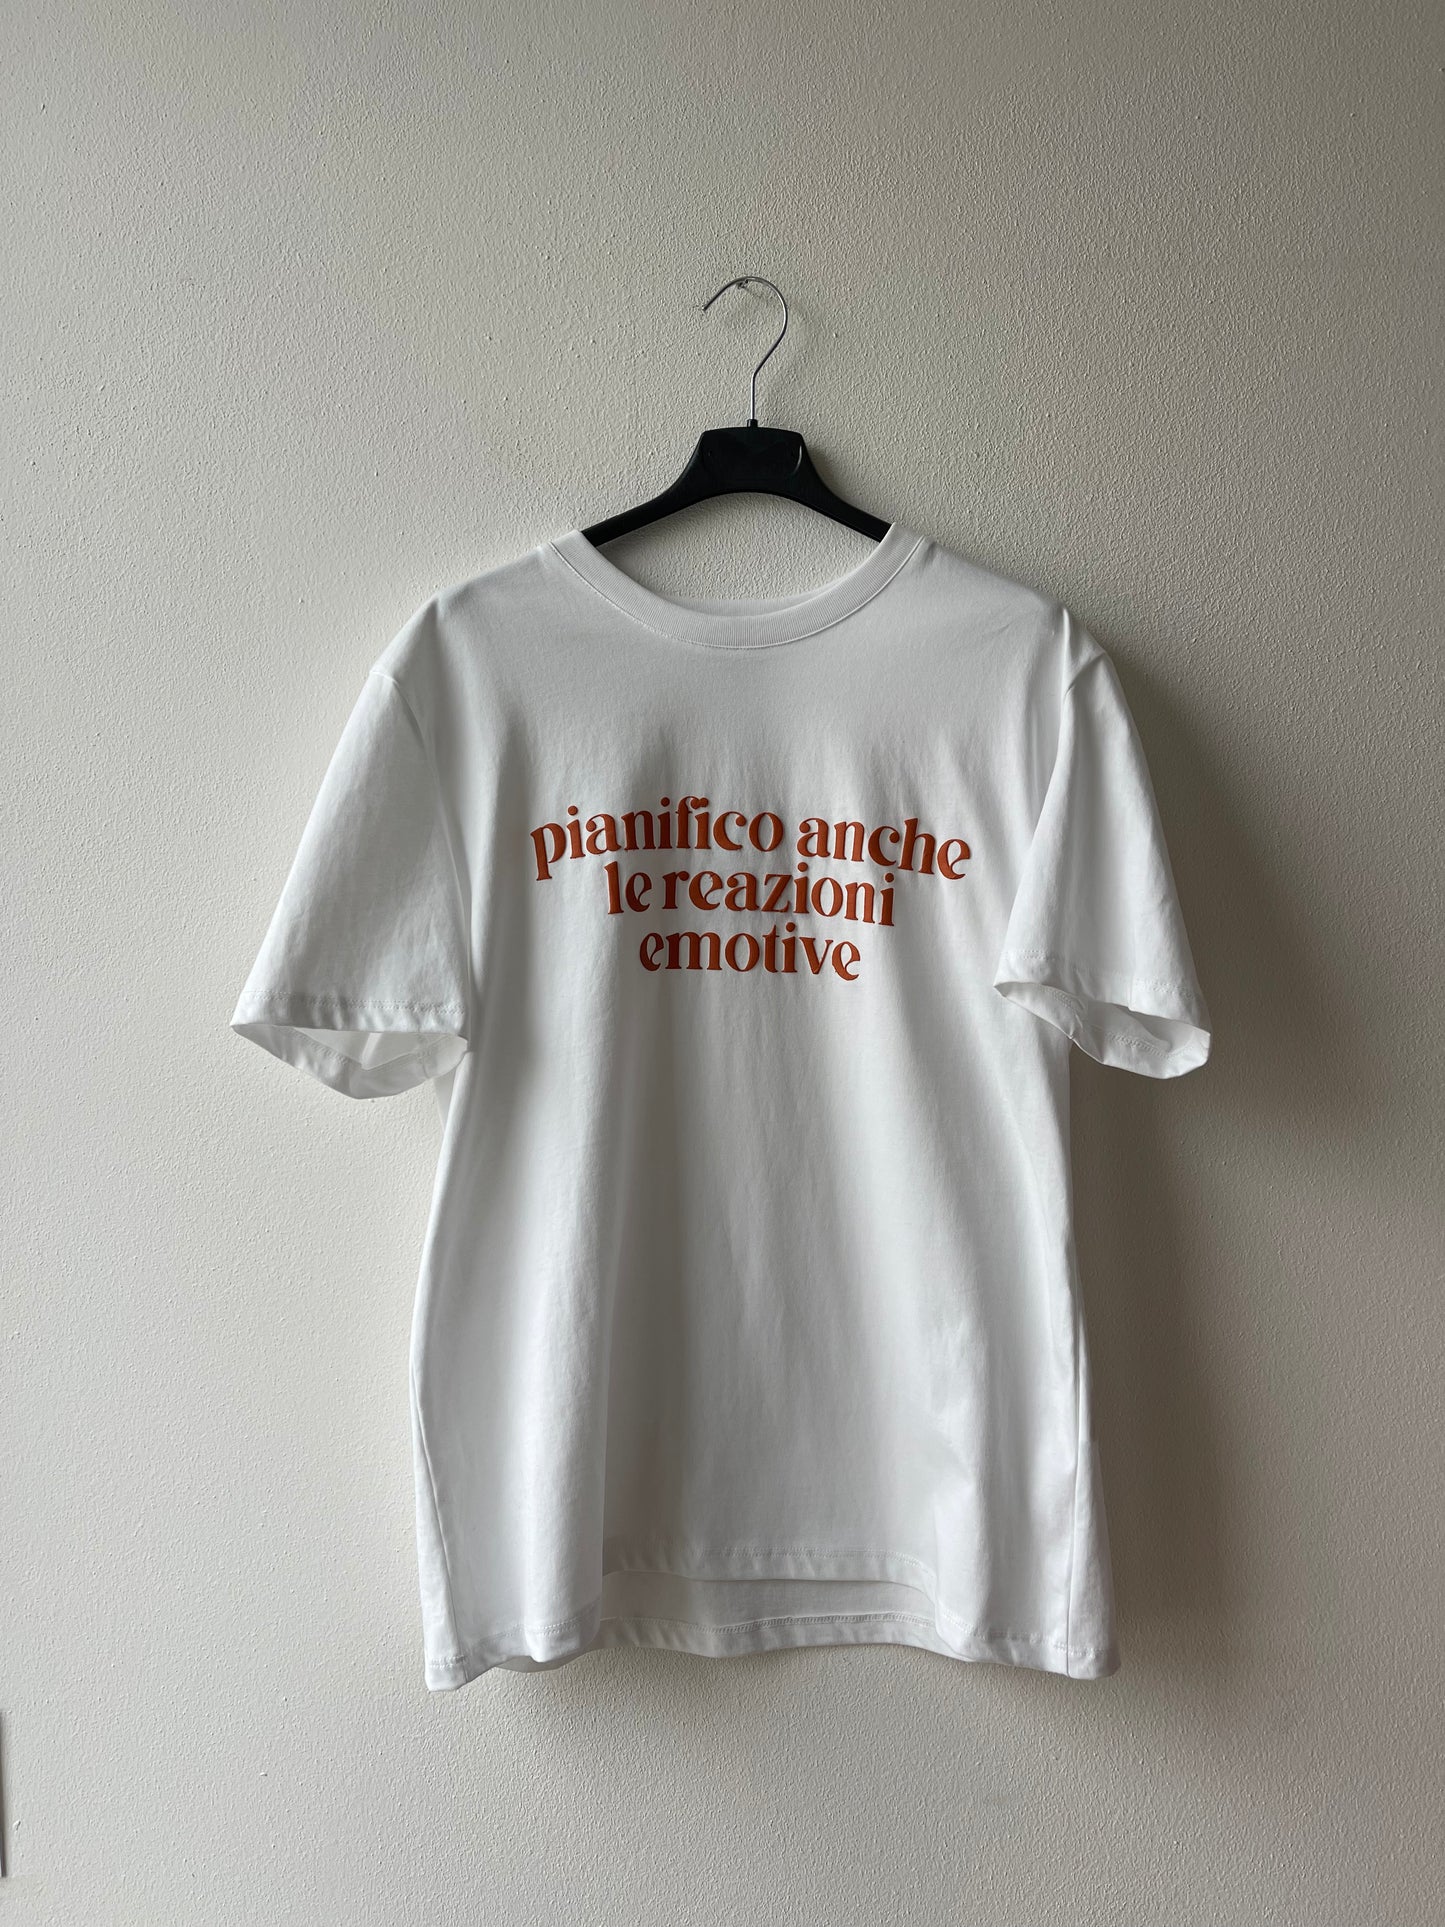 pianifico anche
le reazioni
emotive